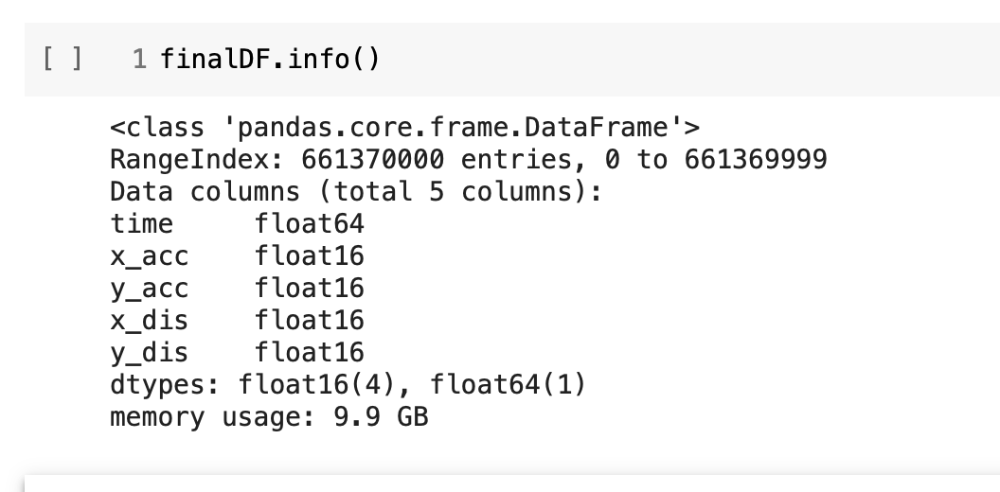 [ ] 1 finalDF.info()
<class 'pandas.core.frame.DataFrame'>
RangeIndex: 661370000 entries, 0 to 661369999
Data columns (total 5 columns):
time     float64
x_acc    float16
y_acc    float16
x_dis    float16
y_dis    float16
dtypes: float16(4), float64(1)
memory usage: 9.9 GB